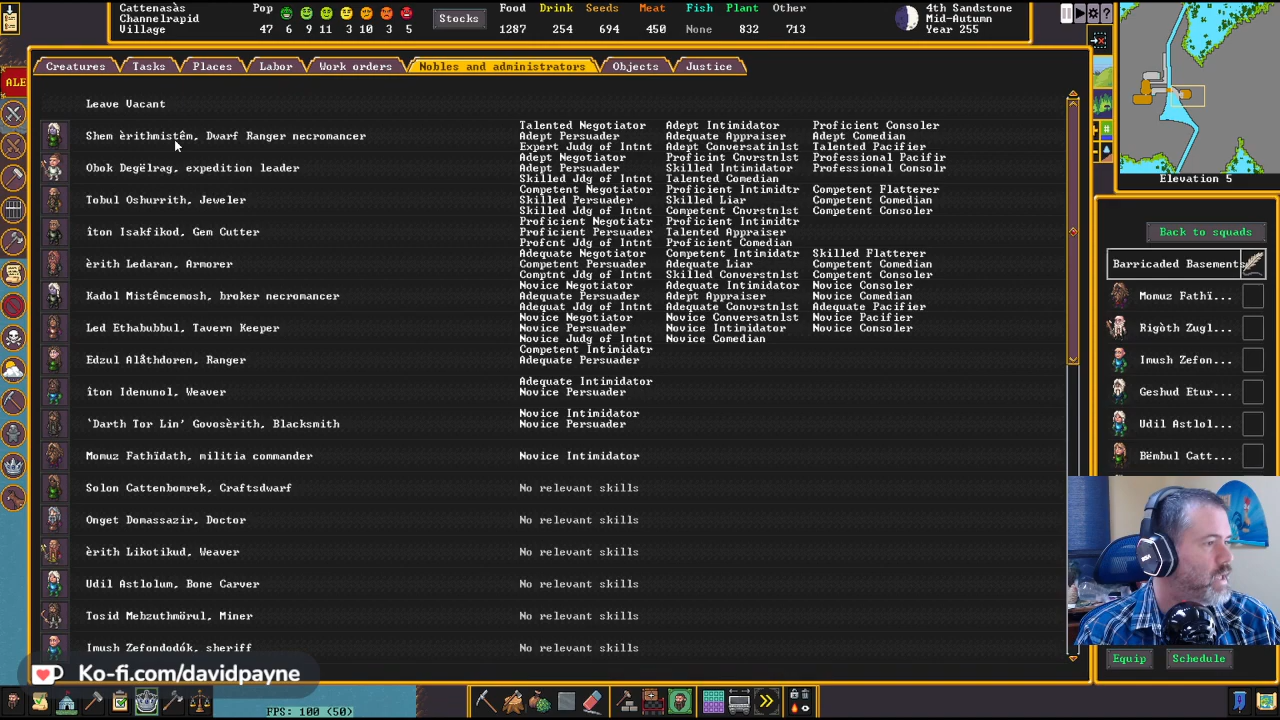 Cattenasàs
Channelrapid
Village
Pop
47 6 9 11 3 10 3 5
Stocks
Food Drink Seeds Meat Fish Plant Other
1287 254 694 450 None 832 713
4th Sandstone
Mid-Autumn
Year 255
ALE
Creatures Tasks Places Labor Work orders Nobles and administrators Objects Justice
Leave Vacant
Shem èrithmistêm, Dwarf Ranger necromancer
Talented Negotiator Adept Intimidator Proficient Consoler
Adept Persuader Adequate Appraiser Adept Comedian
Expert Judg of Intnt Adept Conversatinlst Talented Pacifier
Obok Degëlrag, expedition leader
Adept Negotiator Proficint Cnvrstnlst Professional Pacifir
Adept Persuader Skilled Intimidator Professional Consolr
Skilled Jdg of Intnt Talented Comedian
Tobul Oshurrith, Jeweler
Competent Negotiator Proficient Intimidtr Competent Flatterer
Skilled Persuader Skilled Liar Competent Comedian
Skilled Jdg of Intnt Competent Cnvrstnlst Competent Consoler
îton Isakfikod, Gem Cutter
Proficient Negotiator Proficient Intimidtr
Proficient Persuader Talented Appraiser
Profcnt Jdg of Intnt Proficient Comedian
èrith Ledaran, Armorer
Adequate Negotiator Competent Intimidatr Skilled Flatterer
Competent Persuader Adequate Liar Competent Comedian
Comptnt Jdg of Intnt Skilled Converstnlst Competent Consoler
Kadol Mistêmcemosh, broker necromancer
Novice Negotiator Adequate Intimidator Novice Consoler
Adequate Persuader Adept Appraiser Novice Comedian
Adequat Jdg of Intnt Adequate Cnvrstnlst Adequate Pacifier
Led Ethabubbul, Tavern Keeper
Novice Negotiator Novice Conversatnlst Novice Pacifier
Novice Persuader Novice Intimidator Novice Consoler
Novice Judg of Intnt Novice Comedian
Edzul Alâthdoren, Ranger
Competent Intimidatr
Adequate Persuader
îton Idenunol, Weaver
Adequate Intimidator
Novice Persuader
`Darth Tor Lin' Govosèrith, Blacksmith
Novice Intimidator
Novice Persuader
Momuz Fathïdath, militia commander
Novice Intimidator
Solon Cattenbomrek, Craftsdwarf
No relevant skills
Onget Domassazir, Doctor
No relevant skills
èrith Likotikud, Weaver
No relevant skills
Udil Astlolum, Bone Carver
No relevant skills
Tosid Mebzuthmörul, Miner
No relevant skills
Imush Zefondodók, sheriff
No relevant skills
Elevation 5
Back to squads
Barricaded Basements
Momuz Fathï...
Rigòth Zugl...
Imush Zefon...
Geshud Etur...
Udil Astlol...
Bëmbul Catt...
Equip Schedule
Ko-fi.com/davidpayne
FPS: 100 (50)